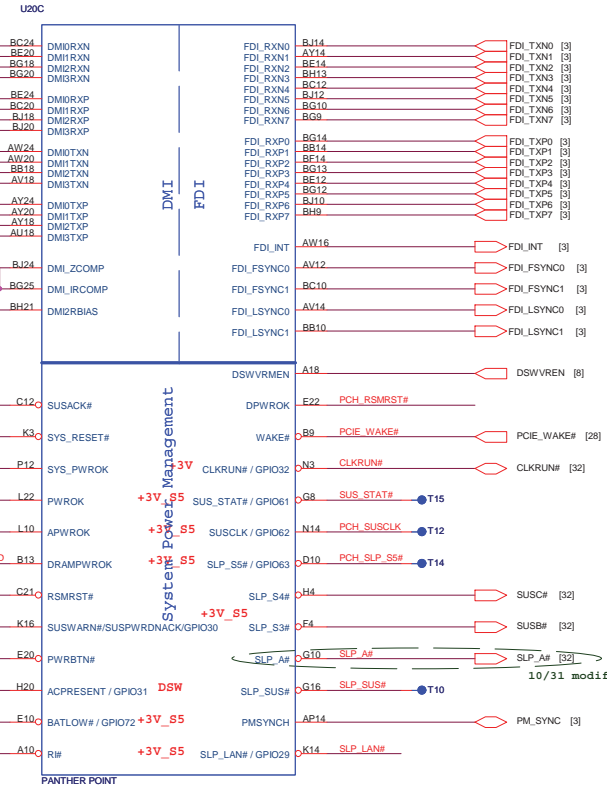 U20C
BC24 DMI0RXN FDI_RXN0 BJ14 FDI_TXN0 [3]
BE20 DMI1RXN FDI_RXN1 AY14 FDI_TXN1 [3]
BG18 DMI2RXN FDI_RXN2 BE14 FDI_TXN2 [3]
BG20 DMI3RXN FDI_RXN3 BH13 FDI_TXN3 [3]
FDI_RXN4 BC12 FDI_TXN4 [3]
BE24 DMI0RXP FDI_RXN5 BJ12 FDI_TXN5 [3]
BC20 DMI1RXP FDI_RXN6 BG10 FDI_TXN6 [3]
BJ18 DMI2RXP FDI_RXN7 BG9 FDI_TXN7 [3]
BJ20 DMI3RXP
FDI_RXP0 BG14 FDI_TXP0 [3]
AW24 DMI0TXN FDI_RXP1 BB14 FDI_TXP1 [3]
AW20 DMI1TXN FDI_RXP2 BF14 FDI_TXP2 [3]
BB18 DMI2TXN FDI_RXP3 BG13 FDI_TXP3 [3]
AV18 DMI3TXN FDI_RXP4 BE12 FDI_TXP4 [3]
FDI_RXP5 BG12 FDI_TXP5 [3]
AY24 DMI0TXP FDI_RXP6 BJ10 FDI_TXP6 [3]
AY20 DMI1TXP FDI_RXP7 BH9 FDI_TXP7 [3]
AY18 DMI2TXP
AU18 DMI3TXP
DMI
FDI
FDI_INT AW16 FDI_INT [3]
BJ24 DMI_ZCOMP FDI_FSYNC0 AV12 FDI_FSYNC0 [3]
BG25 DMI_IRCOMP FDI_FSYNC1 BC10 FDI_FSYNC1 [3]
BH21 DMI2RBIAS FDI_LSYNC0 AV14 FDI_LSYNC0 [3]
FDI_LSYNC1 BB10 FDI_LSYNC1 [3]
System Power Management
DSWVRMEN A18 DSWVREN [8]
C12 SUSACK# DPWROK E22 PCH_RSMRST#
K3 SYS_RESET# WAKE# B9 PCIE_WAKE# PCIE_WAKE# [28]
P12 SYS_PWROK +3V CLKRUN# / GPIO32 N3 CLKRUN# CLKRUN# [32]
L22 PWROK +3V_S5 SUS_STAT# / GPIO61 G8 SUS_STAT# T15
L10 APWROK +3V_S5 SUSCLK / GPIO62 N14 PCH_SUSCLK T12
B13 DRAMPWROK +3V_S5 SLP_S5# / GPIO63 D10 PCH_SLP_S5# T14
C21 RSMRST# SLP_S4# H4 SUSC# [32]
+3V_S5
K16 SUSWARN#/SUSPWRDNACK/GPIO30 SLP_S3# F4 SUSB# [32]
E20 PWRBTN# SLP_A# G10 SLP_A# SLP_A# [32]
10/31 modif
H20 ACPRESENT / GPIO31 DSW SLP_SUS# G16 SLP_SUS# T10
E10 BATLOW# / GPIO72 +3V_S5 PMSYNCH AP14 PM_SYNC [3]
A10 RI# +3V_S5 SLP_LAN# / GPIO29 K14 SLP_LAN#
PANTHER POINT